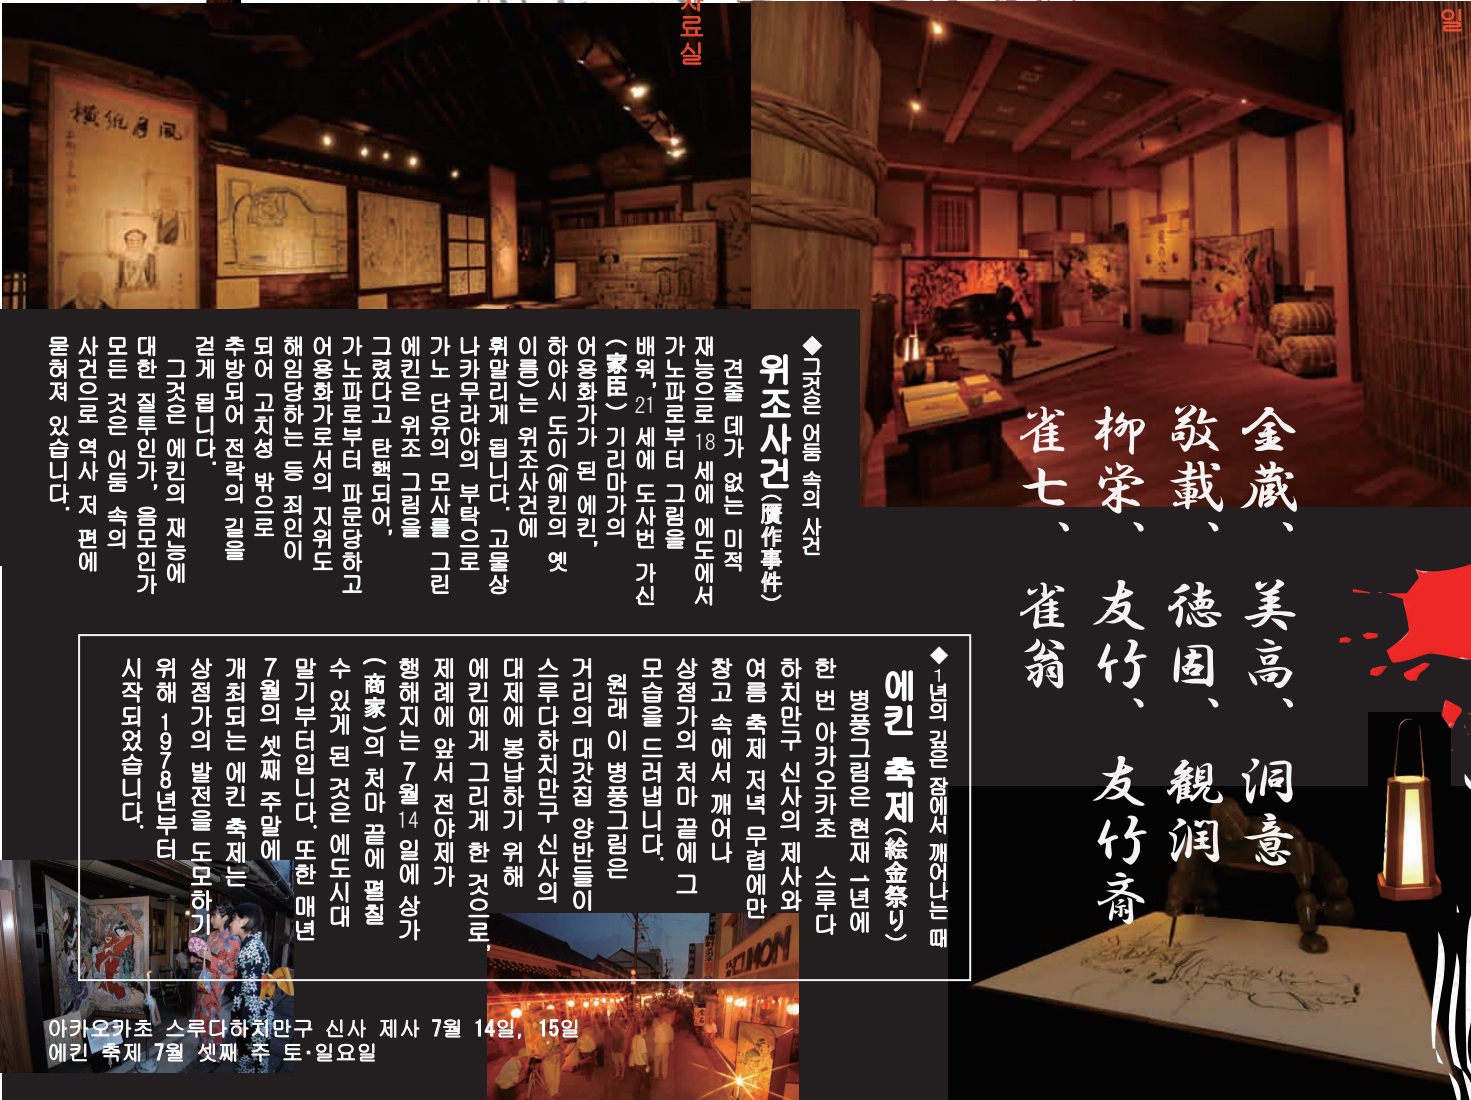 자료실
일
風月繩横
金蔵、美高、洞意
敬載、徳固、観潤
柳栄、友竹、友竹斎
雀七、雀翁
◆그것은 어둠 속의 사건
위조사건(贋作事件)
견줄 데가 없는 미적
재능으로 18 세에 에도에서
가노파로부터 그림을
배워, 21 세에 도사번 가신
(家臣) 기리마가의
어용화가가 된 에킨,
하야시 도이(에킨의 옛
이름)는 위조사건에
휘말리게 됩니다. 고물상
나카무라야의 부탁으로
가노 단유의 모사를 그린
에킨은 위조 그림을
그렸다고 탄핵되어,
가노파로부터 파문당하고
어용화가로서의 지위도
해임당하는 등 죄인이
되어 고치성 밖으로
추방되어 전락의 길을
걷게 됩니다.
그것은 에킨의 재능에
대한 질투인가, 음모인가
모든 것은 어둠 속의
사건으로 역사 저 편에
묻혀져 있습니다.
◆1년의 깊은 잠에서 깨어나는 때
에킨 축제(絵金祭り)
병풍그림은 현재 1년에
한 번 아카오카초 스루다
하치만구 신사의 제사와
여름 축제 저녁 무렵에만
창고 속에서 깨어나
상점가의 처마 끝에 그
모습을 드러냅니다.
원래 이 병풍그림은
거리의 대갓집 양반들이
스루다하치만구 신사의
대제에 봉납하기 위해
에킨에게 그리게 한 것으로,
제례에 앞서 전야제가
행해지는 7월 14 일에 상가
(商家)의 처마 끝에 펼칠
수 있게 된 것은 에도시대
말기부터입니다. 또한 매년
7월의 셋째 주말에
개최되는 에킨 축제는
상점가의 발전을 도모하기
위해 1978년부터
시작되었습니다.
아카오카초 스루다하치만구 신사 제사 7월 14일, 15일
에킨 축제 7월 셋째 주 토·일요일